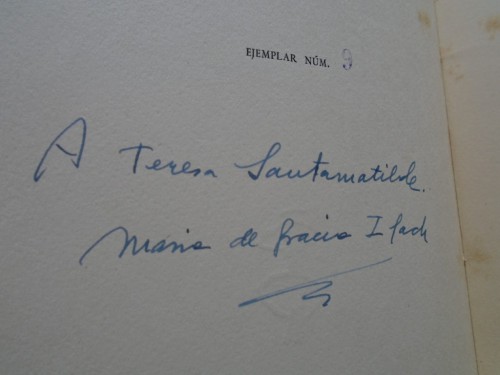 EJEMPLAR NÚM. 9
A Teresa Santamatilde.
Maria de Gracia Ifach